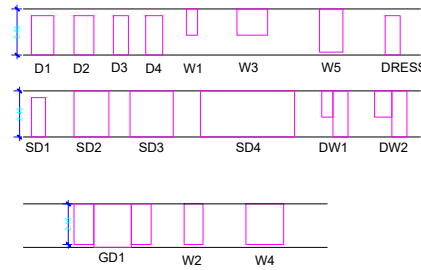 D1 D2 D3 D4 W1 W3 W5 DRESS
SD1 SD2 SD3 SD4 DW1 DW2
GD1 W2 W4